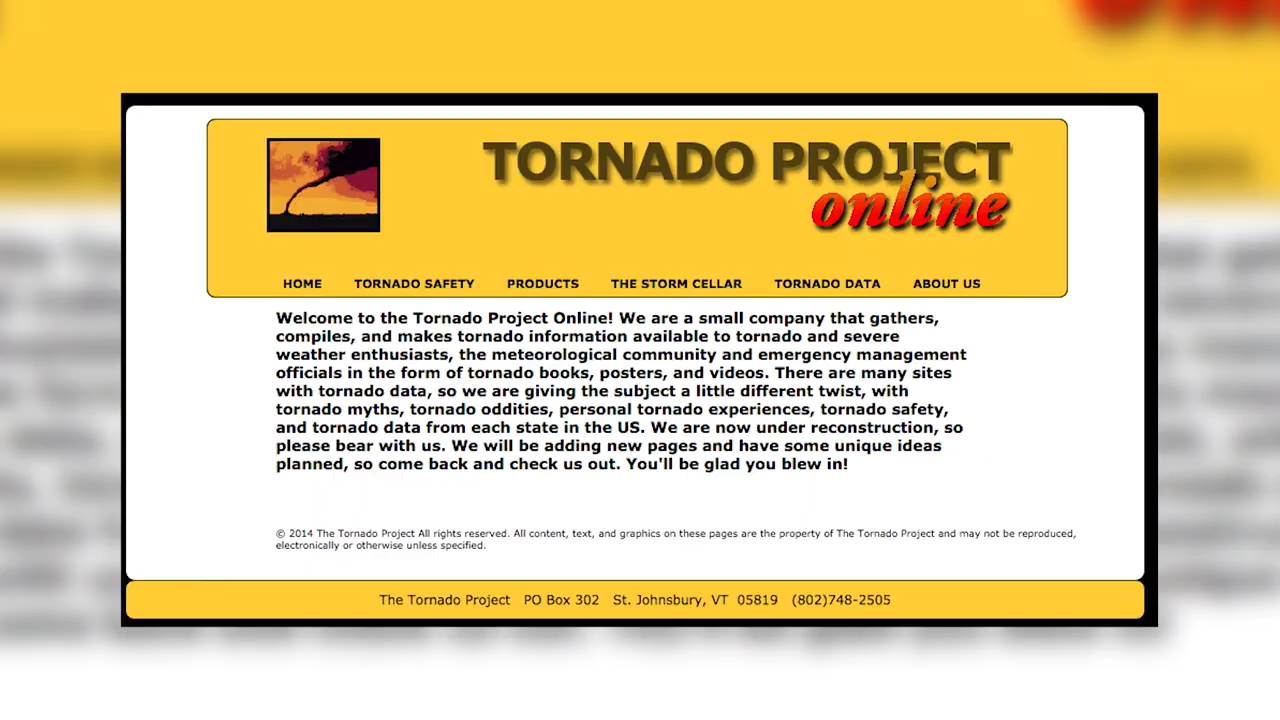 TORNADO PROJECT
online
HOME TORNADO SAFETY PRODUCTS THE STORM CELLAR TORNADO DATA ABOUT US
Welcome to the Tornado Project Online! We are a small company that gathers,
compiles, and makes tornado information available to tornado and severe
weather enthusiasts, the meteorological community and emergency management
officials in the form of tornado books, posters, and videos. There are many sites
with tornado data, so we are giving the subject a little different twist, with
tornado myths, tornado oddities, personal tornado experiences, tornado safety,
and tornado data from each state in the US. We are now under reconstruction, so
please bear with us. We will be adding new pages and have some unique ideas
planned, so come back and check us out. You'll be glad you blew in!
© 2014 The Tornado Project All rights reserved. All content, text, and graphics on these pages are the property of The Tornado Project and may not be reproduced,
electronically or otherwise unless specified.
The Tornado Project PO Box 302 St. Johnsbury, VT 05819 (802)748-2505